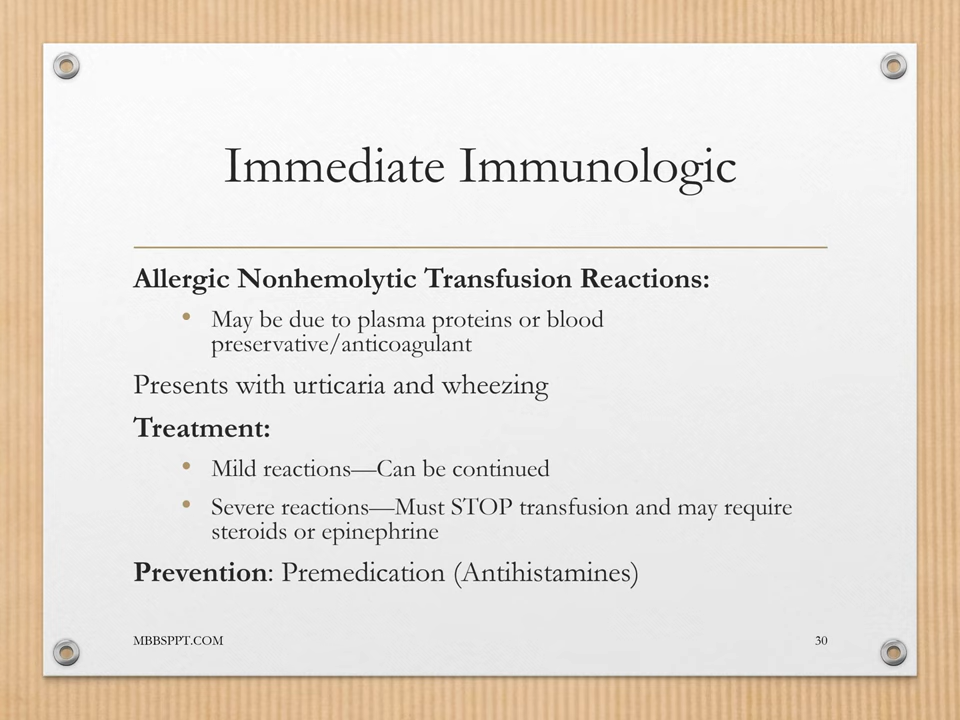 Immediate Immunologic
Allergic Nonhemolytic Transfusion Reactions:
• May be due to plasma proteins or blood
preservative/anticoagulant
Presents with urticaria and wheezing
Treatment:
• Mild reactions—Can be continued
• Severe reactions—Must STOP transfusion and may require
steroids or epinephrine
Prevention: Premedication (Antihistamines)
MBBSPPT.COM
30